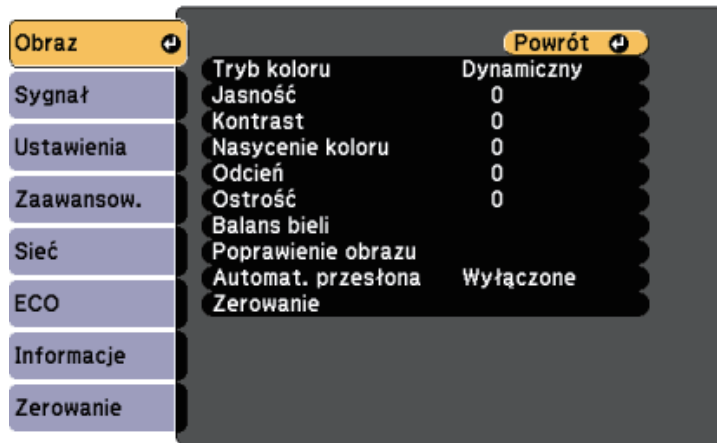 Obraz
Sygnał
Ustawienia
Zaawansow.
Sieć
ECO
Informacje
Zerowanie
Powrót
Tryb koloru Dynamiczny
Jasność 0
Kontrast 0
Nasycenie koloru 0
Odcień 0
Ostrość 0
Balans bieli
Poprawienie obrazu
Automat. przesłona Wyłączone
Zerowanie